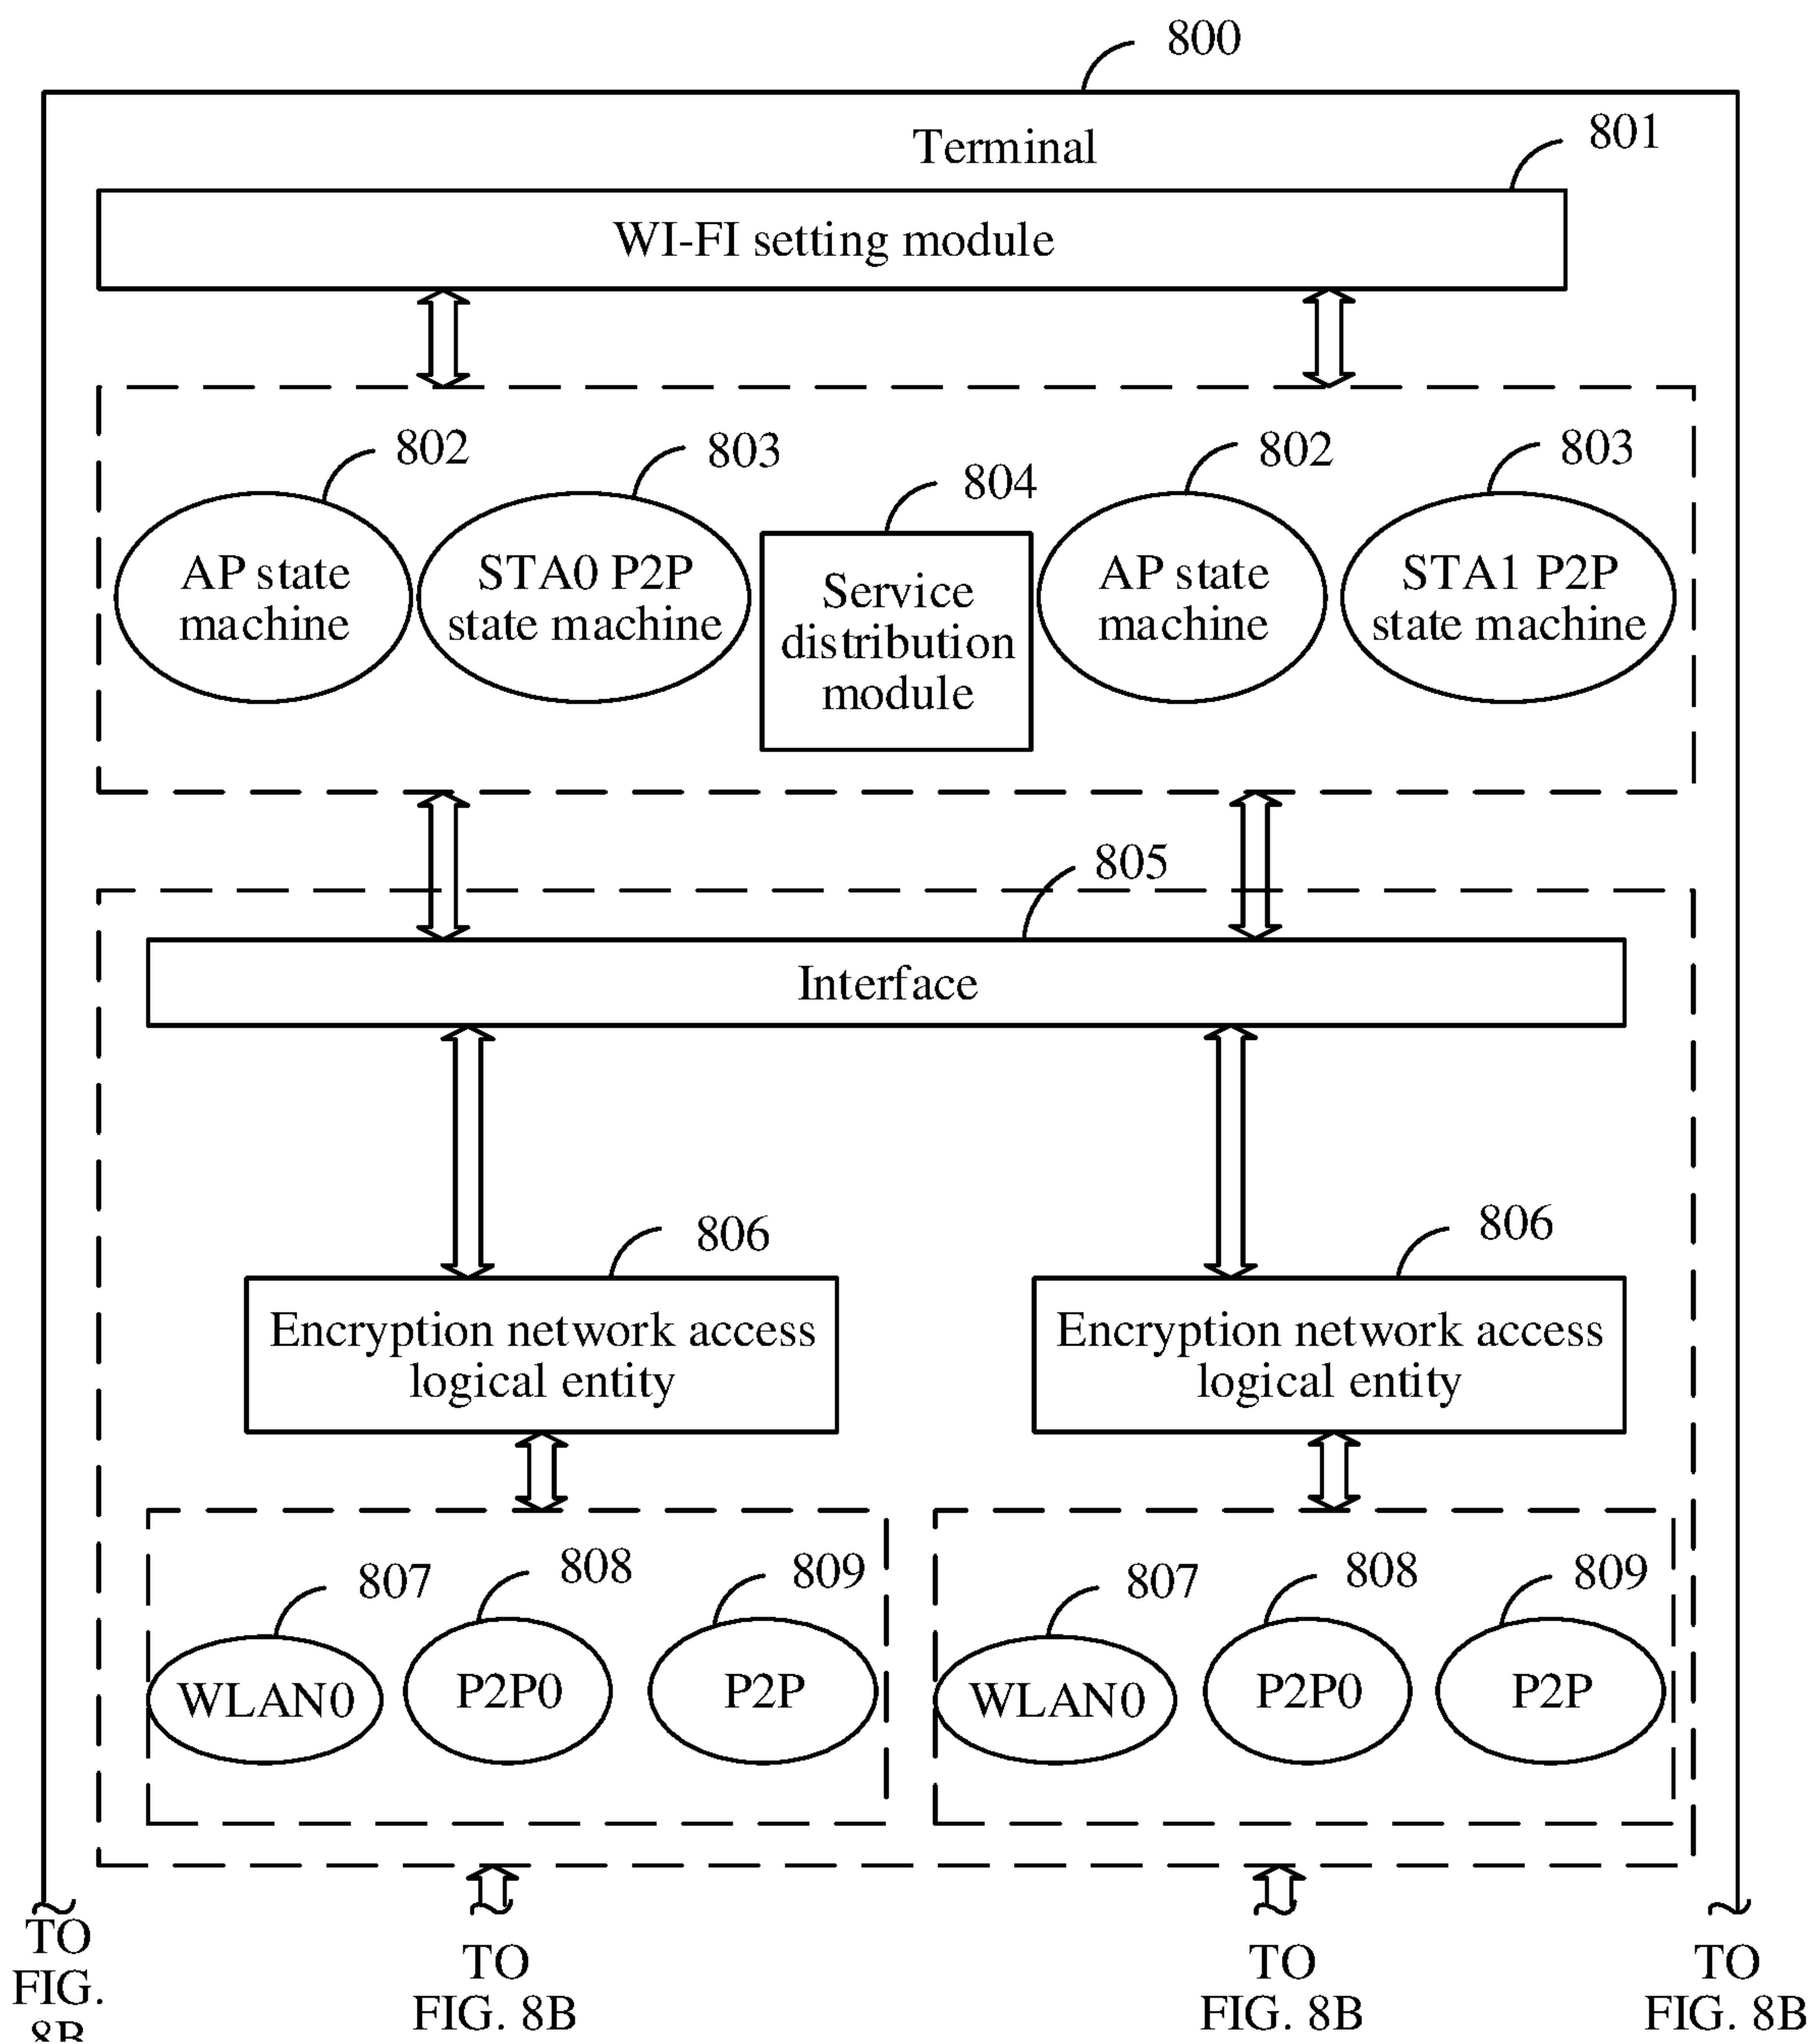 800
Terminal
801
WI-FI setting module
802
803
804
802
803
AP state
machine
STA0 P2P
state machine
Service
distribution
module
AP state
machine
STA1 P2P
state machine
805
Interface
806
806
Encryption network access
logical entity
Encryption network access
logical entity
807
808
809
807
808
809
WLAN0
P2P0
P2P
WLAN0
P2P0
P2P
TO
FIG.
8B
TO
FIG. 8B
TO
FIG. 8B
TO
FIG. 8B